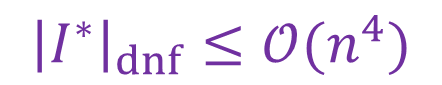 |I*|dnf ≤ 𝒪(n⁴)